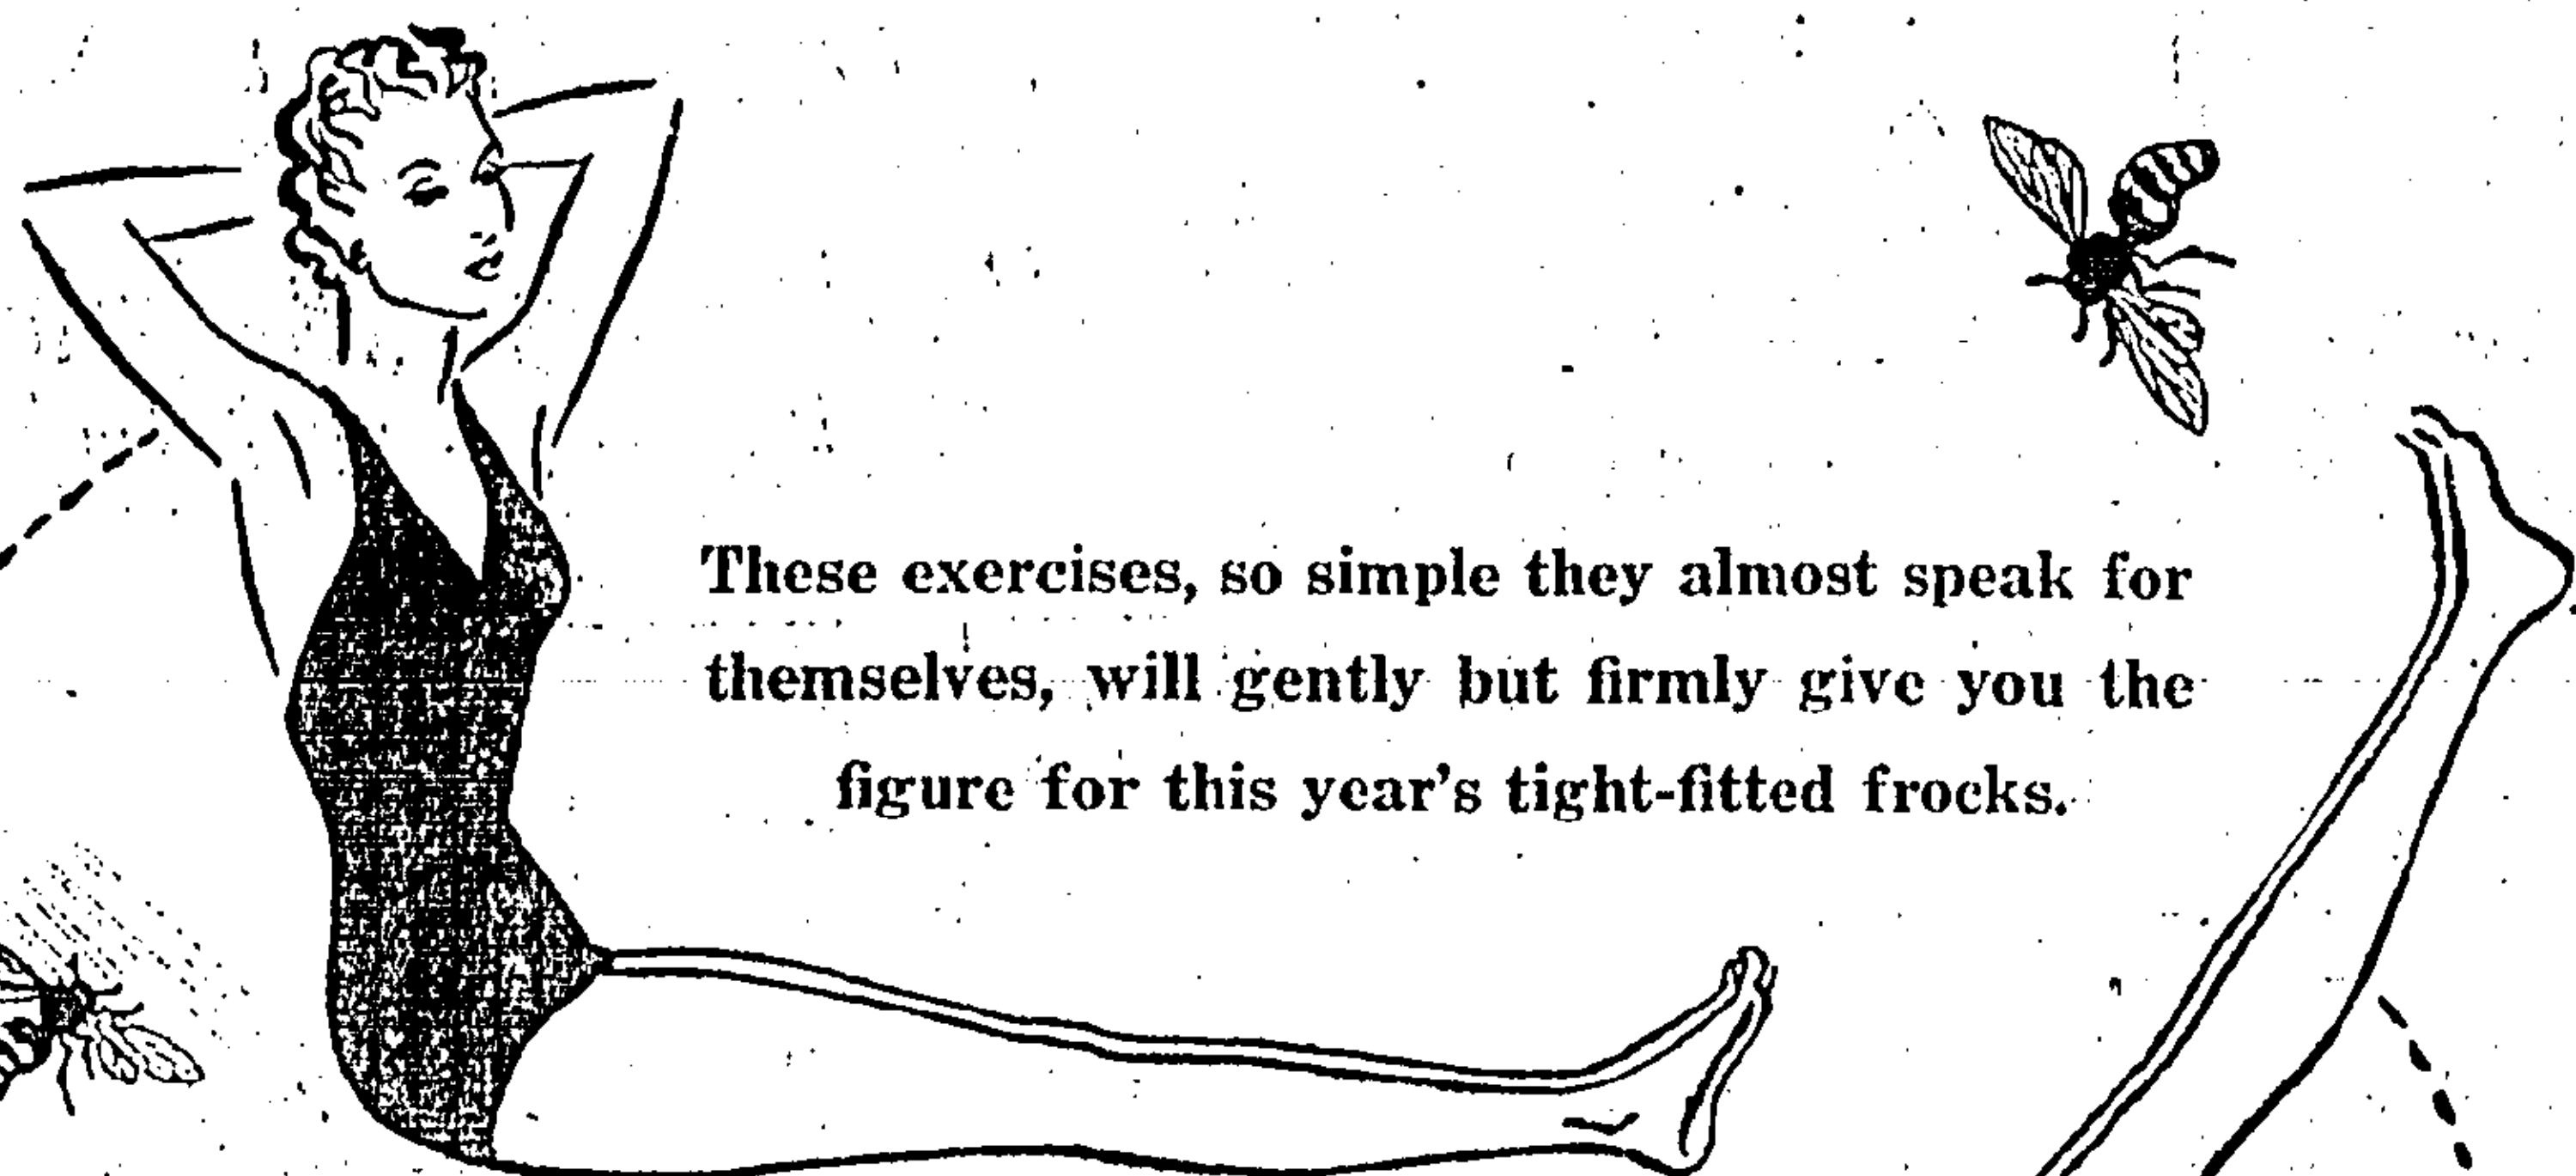 These exercises, so simple they almost speak for
themselves, will gently but firmly give you the
figure for this year's tight-fitted frocks.